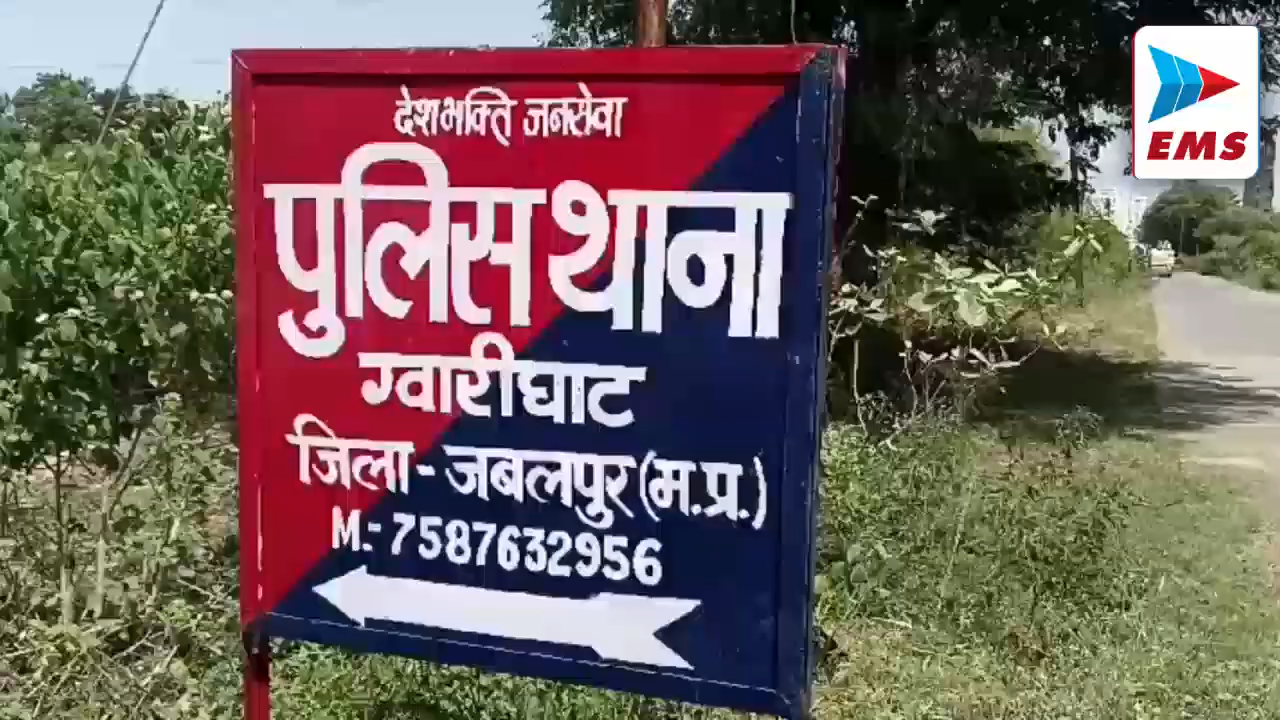 देशभक्ति जनसेवा
पुलिस थाना
ग्वारीघाट
जिला - जबलपुर (म.प्र.)
M.- 7587632956
EMS